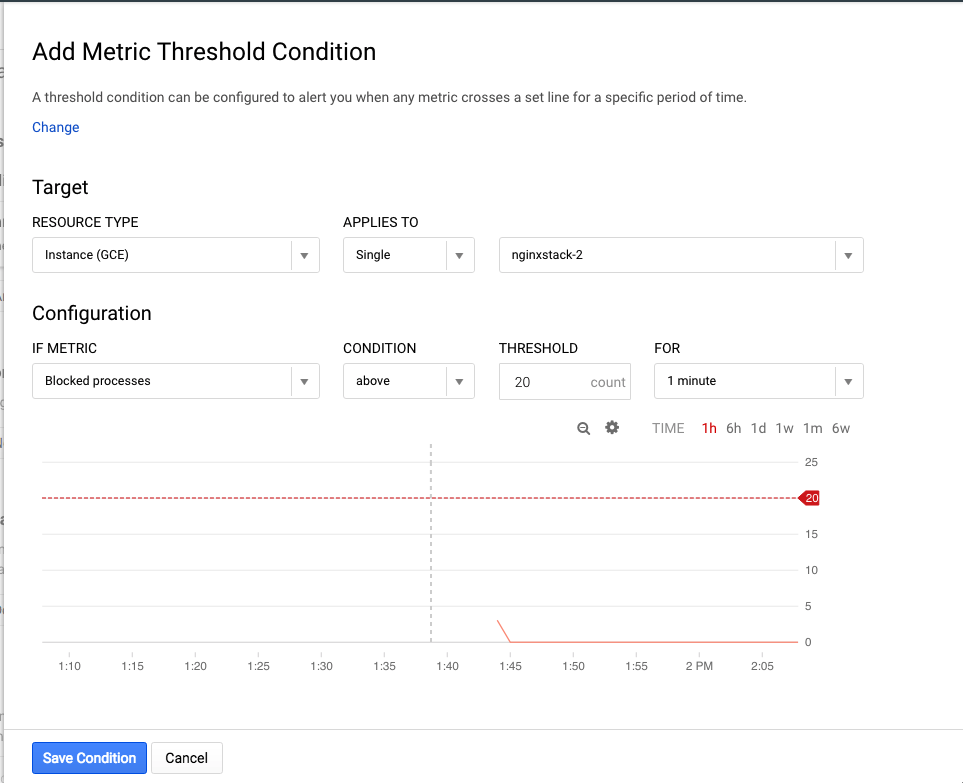 Add Metric Threshold Condition
A threshold condition can be configured to alert you when any metric crosses a set line for a specific period of time.
Change
Target
RESOURCE TYPE APPLIES TO
Instance (GCE) Single nginxstack-2
Configuration
IF METRIC CONDITION THRESHOLD FOR
Blocked processes above 20 count 1 minute
TIME 1h 6h 1d 1w 1m 6w
25
20
15
10
5
0
1:10 1:15 1:20 1:25 1:30 1:35 1:40 1:45 1:50 1:55 2 PM 2:05
Save Condition Cancel